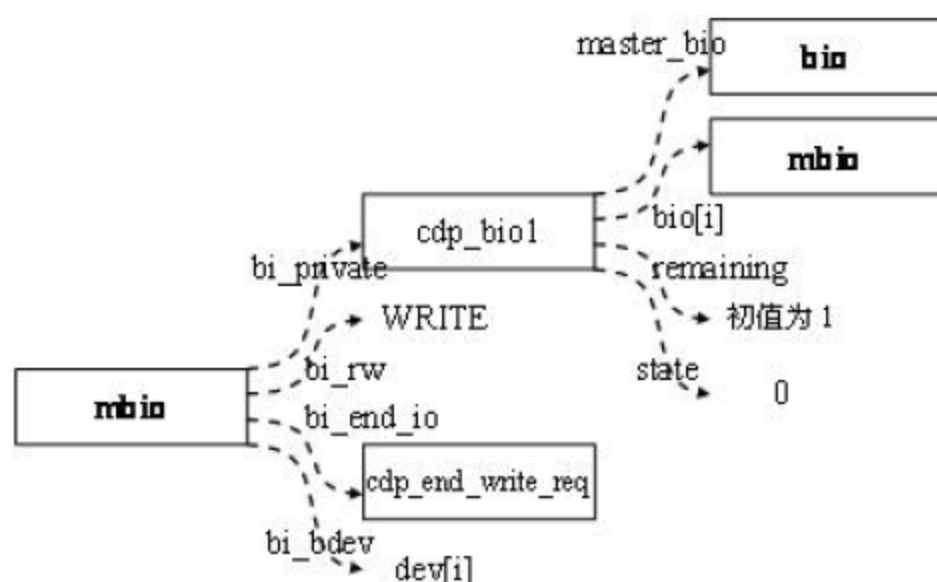 master_bio
bio
mbio
bio[i]
cdp_bio1
bi_private
remaining
WRITE
初值为 1
bi_rw
state
0
mbio
bi_end_io
cdp_end_write_req
bi_bdev
dev[i]